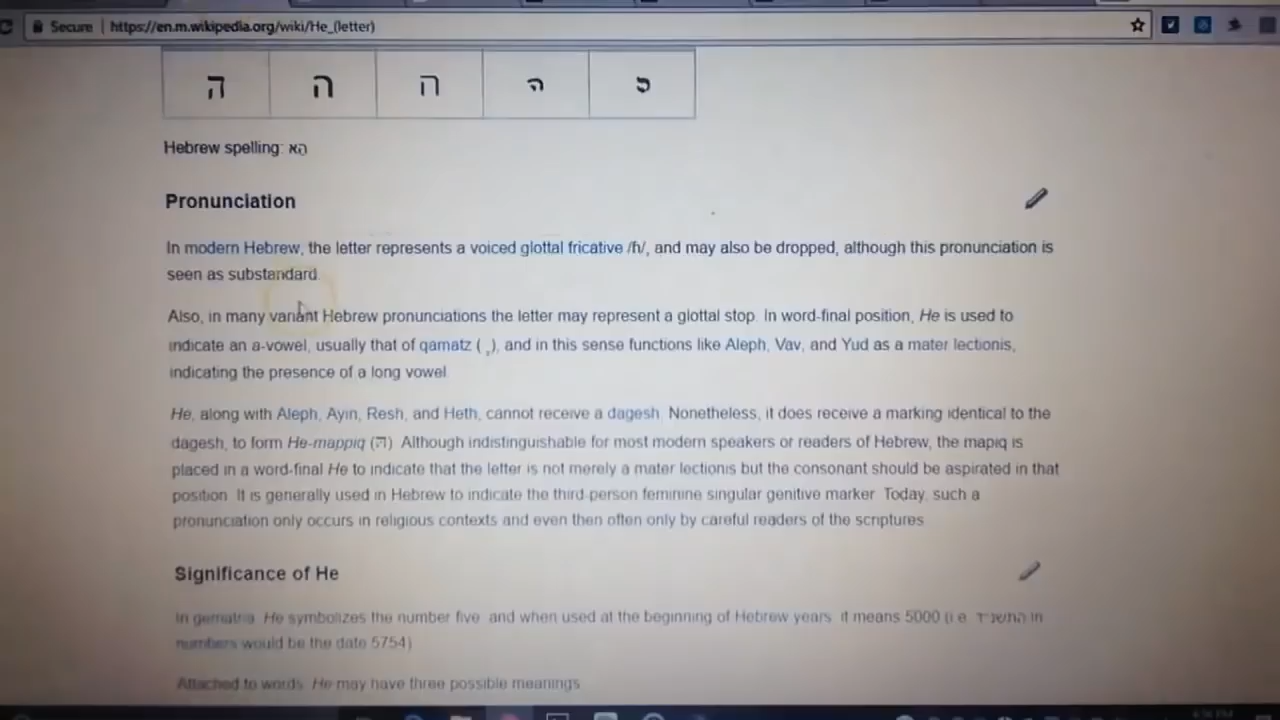 Secure | https://en.m.wikipedia.org/wiki/He_(letter)
ה ה ה
Hebrew spelling: הא
Pronunciation
In modern Hebrew, the letter represents a voiced glottal fricative /ɦ/, and may also be dropped, although this pronunciation is
seen as substandard.
Also, in many variant Hebrew pronunciations the letter may represent a glottal stop. In word-final position, He is used to
indicate an a-vowel, usually that of qamatz ( ָ ), and in this sense functions like Aleph, Vav, and Yud as a mater lectionis,
indicating the presence of a long vowel.
He, along with Aleph, Ayin, Resh, and Heth, cannot receive a dagesh. Nonetheless, it does receive a marking identical to the
dagesh, to form He-mappiq (הּ). Although indistinguishable for most modern speakers or readers of Hebrew, the mapiq is
placed in a word-final He to indicate that the letter is not merely a mater lectionis but the consonant should be aspirated in that
position. It is generally used in Hebrew to indicate the third-person feminine singular genitive marker. Today, such a
pronunciation only occurs in religious contexts and even then often only by careful readers of the scriptures.
Significance of He
In gematria, He symbolizes the number five, and when used at the beginning of Hebrew years, it means 5000 (i.e. התשנ״ד in
numbers would be the date 5754)
Attached to words, He may have three possible meanings